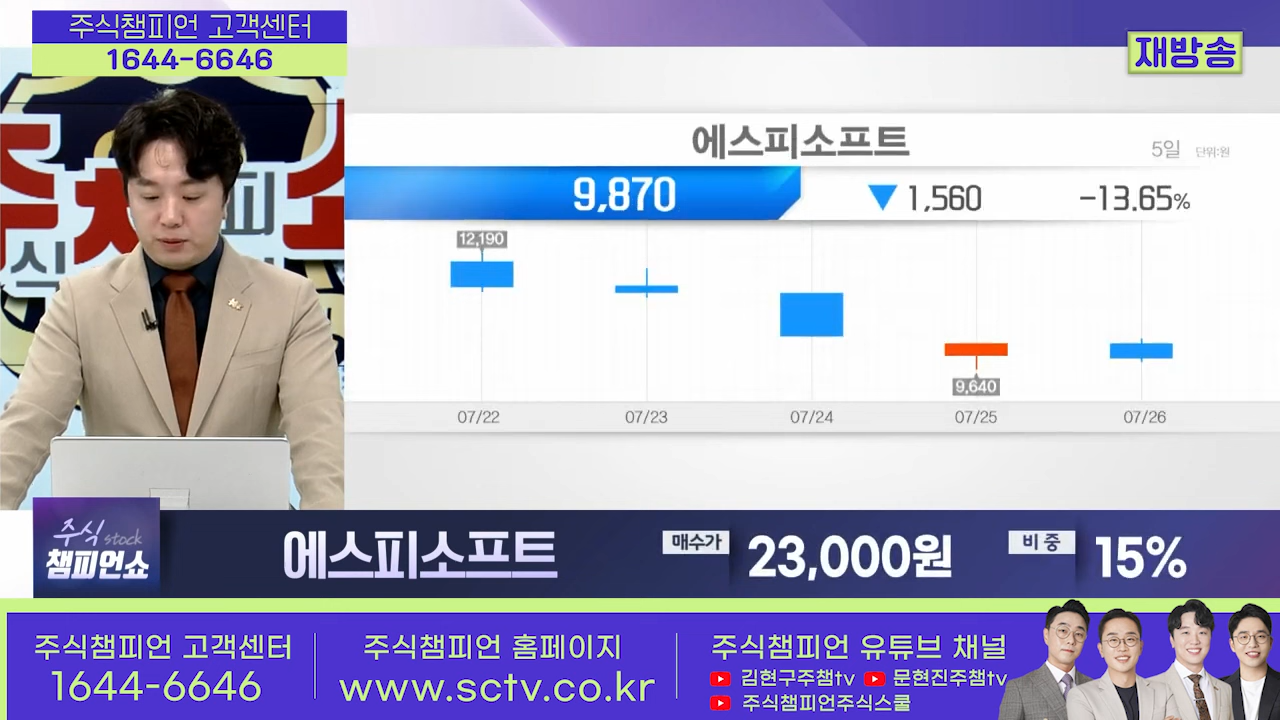 주식챔피언 고객센터
1644-6646
재방송
에스피소프트
5일 단위:원
9,870 ▼ 1,560 -13.65%
12,190
9,640
07/22 07/23 07/24 07/25 07/26
주식 stock
챔피언쇼
에스피소프트 매수가 23,000원 비중 15%
주식챔피언 고객센터
1644-6646
주식챔피언 홈페이지
www.sctv.co.kr
주식챔피언 유튜브 채널
김현구주챔tv 문현진주챔tv
주식챔피언주식스쿨